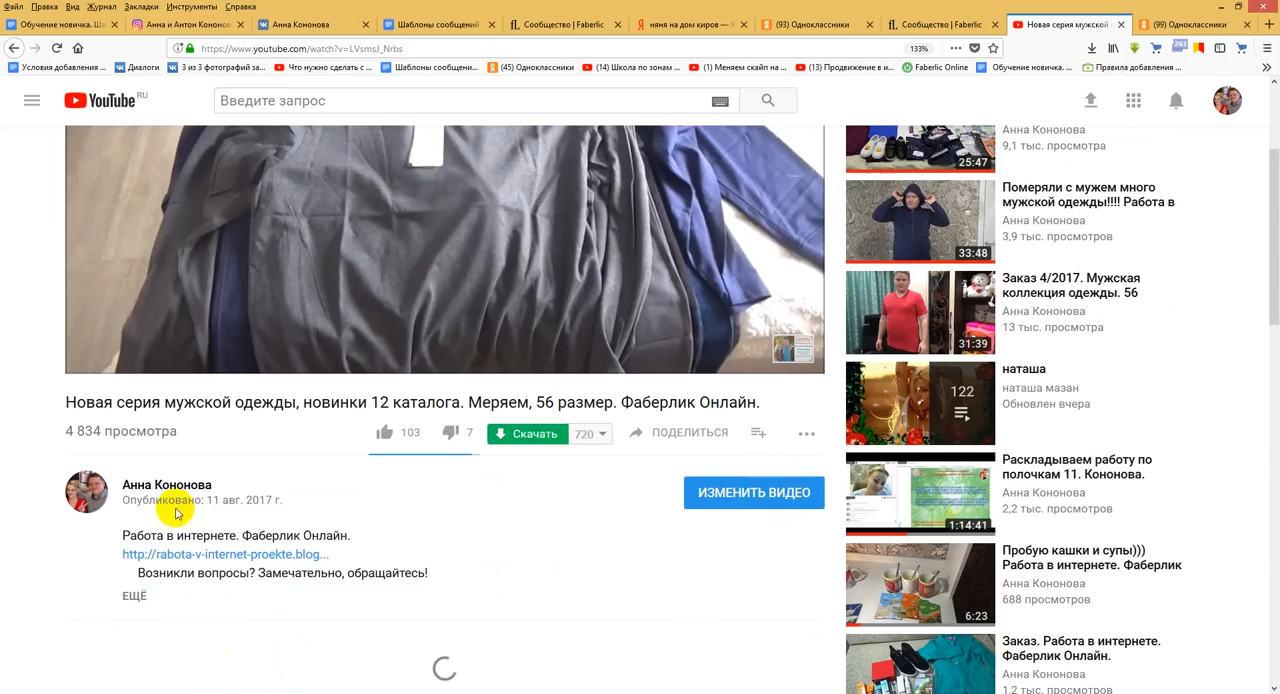 Файл Правка Вид Журнал Закладки Инструменты Справка
Обучение новичка. Ша
Анна и Антон Кононов
Анна Кононова
Шаблоны сообщений
Сообщество | Faberlic
няня на дом киров — Я
(93) Одноклассники
Сообщество | Faberlic
Новая серия мужской
(99) Одноклассники
https://www.youtube.com/watch?v=LVsmsJ_Nrbs
133%
263
Условия добавления ...
Диалоги
3 из 3 фотографий за...
Что нужно сделать с ...
Шаблоны сообщени...
(45) Одноклассники
(14) Школа по зонам ...
(1) Меняем скайп на ...
(13) Продвижение в и...
Faberlic Online
Обучение новичка. ...
Правила добавления ...
YouTube RU
Введите запрос
Анна Кононова
9,1 тыс. просмотра
25:47
Померяли с мужем много
мужской одежды!!!! Работа в
Анна Кононова
3,9 тыс. просмотров
33:48
Заказ 4/2017. Мужская
коллекция одежды. 56
Анна Кононова
13 тыс. просмотра
31:39
наташа
наташа мазан
Обновлен вчера
122
Новая серия мужской одежды, новинки 12 каталога. Меряем, 56 размер. Фаберлик Онлайн.
4 834 просмотра
103
7
Скачать
720
ПОДЕЛИТЬСЯ
Анна Кононова
Опубликовано: 11 авг. 2017 г.
ИЗМЕНИТЬ ВИДЕО
Работа в интернете. Фаберлик Онлайн.
http://rabota-v-internet-proekte.blog...
Возникли вопросы? Замечательно, обращайтесь!
ЕЩЁ
Раскладываем работу по
полочкам 11. Кононова.
Анна Кононова
2,2 тыс. просмотров
1:14:41
Пробую кашки и супы)))
Работа в интернете. Фаберлик
Анна Кононова
688 просмотров
6:23
Заказ. Работа в интернете.
Фаберлик Онлайн.
Анна Кононова
1,2 тыс. просмотров